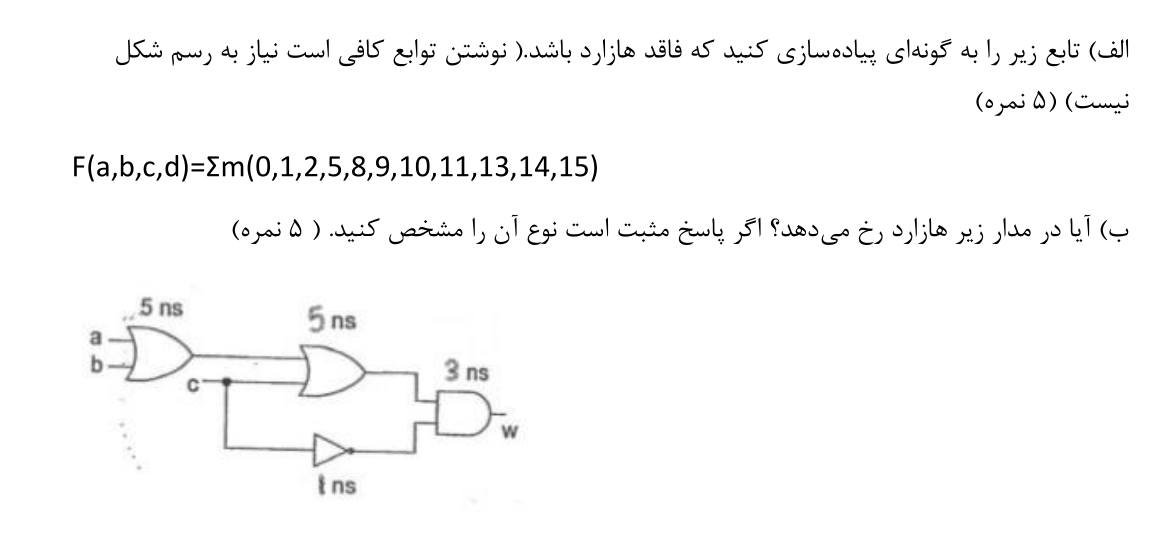 الف) تابع زیر را به گونه‌ای پیاده‌سازی کنید که فاقد هازارد باشد.( نوشتن توابع کافی است نیاز به رسم شکل
نیست) (۵ نمره)
F(a,b,c,d)=Σm(0,1,2,5,8,9,10,11,13,14,15)
ب) آیا در مدار زیر هازارد رخ می‌دهد؟ اگر پاسخ مثبت است نوع آن را مشخص کنید. ( ۵ نمره)
5 ns
5 ns
a
b
c
3 ns
w
ns